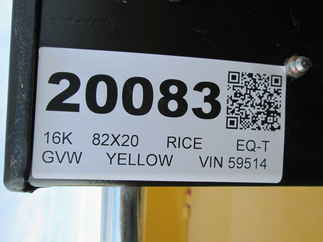 20083
16K 82X20 RICE EQ-T
GVW YELLOW VIN 59514